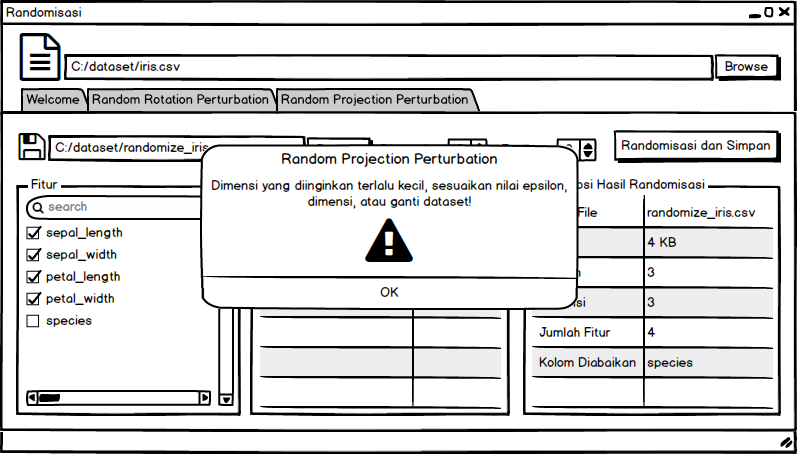 Randomisasi
C:/dataset/iris.csv
Browse
Welcome
Random Rotation Perturbation
Random Projection Perturbation
C:/dataset/randomize_iris
Randomisasi dan Simpan
Random Projection Perturbation
Dimensi yang diinginkan terlalu kecil, sesuaikan nilai epsilon,
dimensi, atau ganti dataset!
OK
Fitur
search
sepal_length
sepal_width
petal_length
petal_width
species
Hasil Randomisasi
File randomize_iris.csv
4 KB
3
3
Jumlah Fitur 4
Kolom Diabaikan species